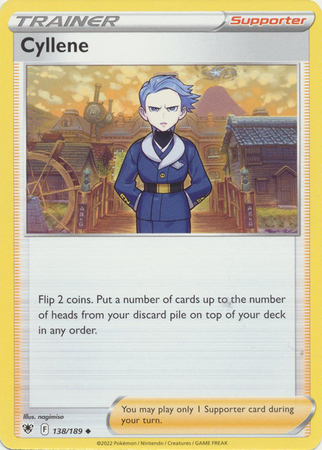 TRAINER
Supporter
Cyllene
Flip 2 coins. Put a number of cards up to the number
of heads from your discard pile on top of your deck
in any order.
Illus. nagimiso
F 138/189
You may play only 1 Supporter card during
your turn.
©2022 Pokémon / Nintendo / Creatures / GAME FREAK